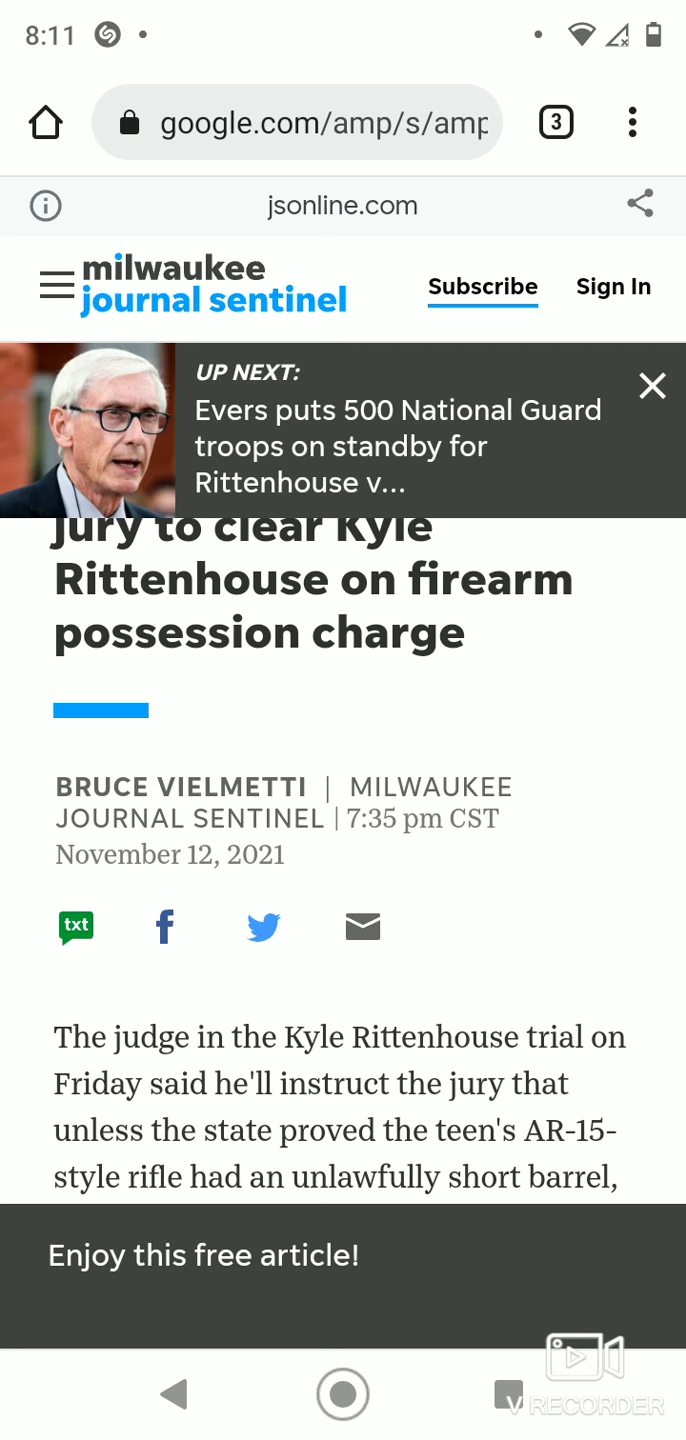 8:11
google.com/amp/s/amp
3
jsonline.com
milwaukee
journal sentinel
Subscribe
Sign In
UP NEXT:
Evers puts 500 National Guard
troops on standby for
Rittenhouse v...
jury to clear Kyle
Rittenhouse on firearm
possession charge
BRUCE VIELMETTI | MILWAUKEE
JOURNAL SENTINEL | 7:35 pm CST
November 12, 2021
txt
The judge in the Kyle Rittenhouse trial on
Friday said he'll instruct the jury that
unless the state proved the teen's AR-15-
style rifle had an unlawfully short barrel,
Enjoy this free article!
V RECORDER